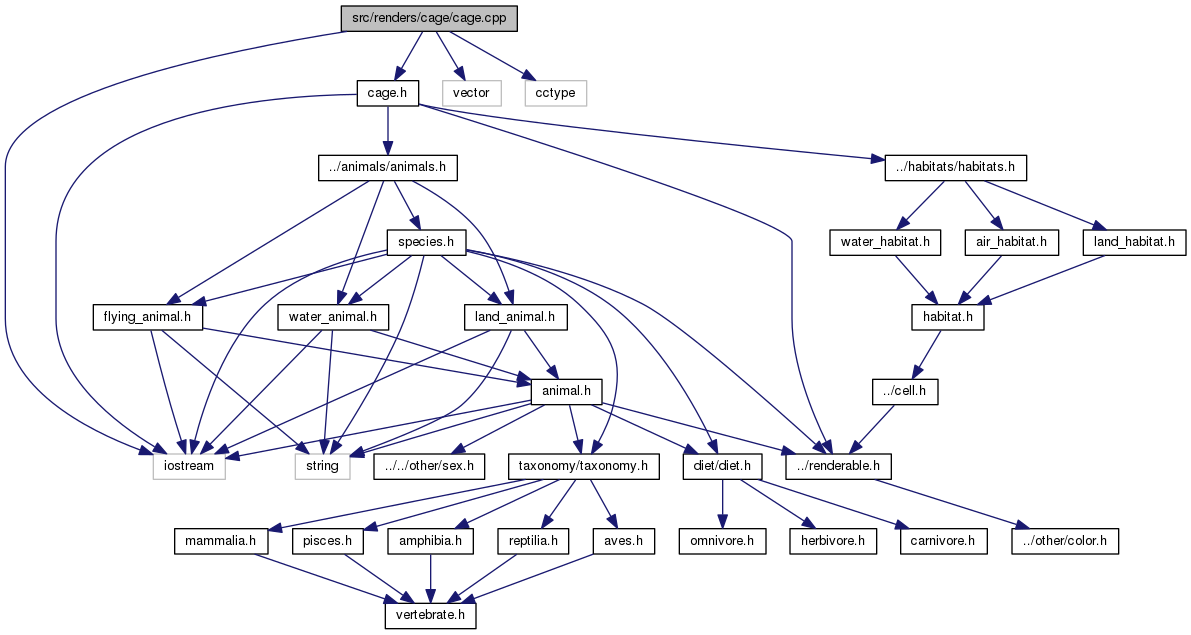 src/renders/cage/cage.cpp
cage.h
vector
cctype
../animals/animals.h
../habitats/habitats.h
species.h
water_habitat.h
air_habitat.h
land_habitat.h
flying_animal.h
water_animal.h
land_animal.h
habitat.h
animal.h
../cell.h
iostream
string
../../other/sex.h
taxonomy/taxonomy.h
diet/diet.h
../renderable.h
mammalia.h
pisces.h
amphibia.h
reptilia.h
aves.h
omnivore.h
herbivore.h
carnivore.h
../other/color.h
vertebrate.h